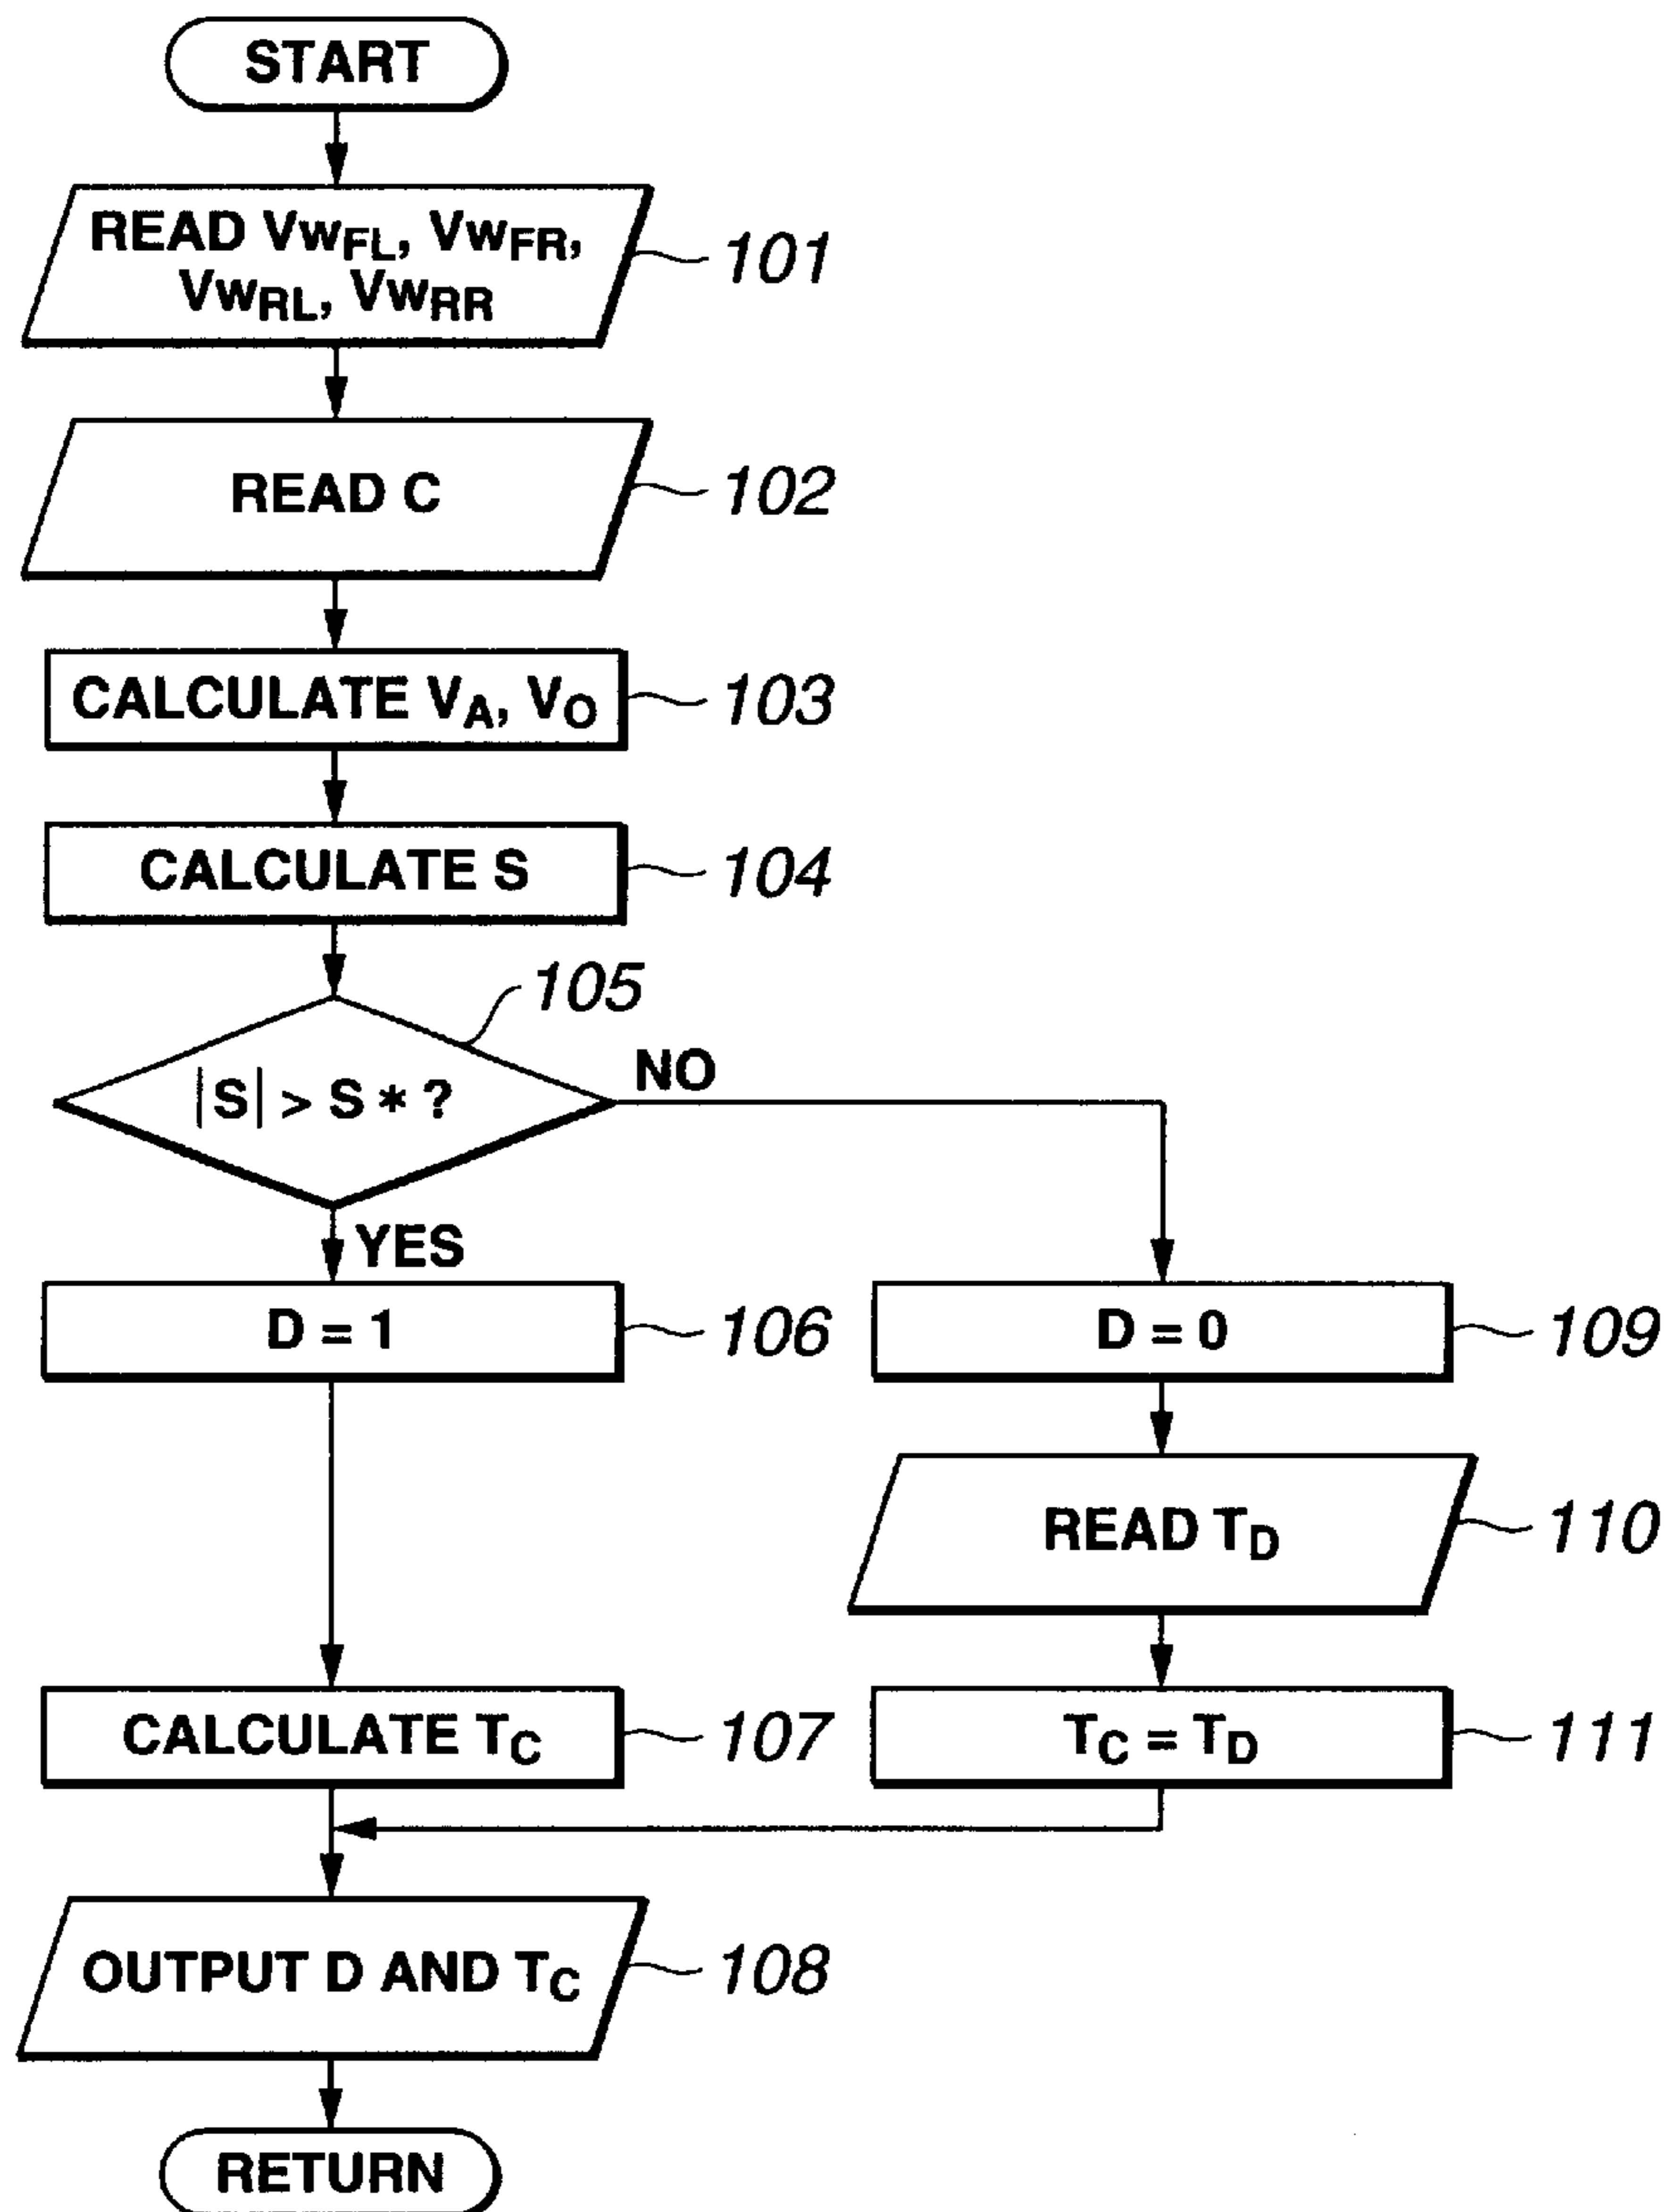 START
READ VwFL, VwFR,
VwRL, VwRR
101
READ C
102
CALCULATE VA, VO
103
CALCULATE S
104
105
|S| > S * ?
NO
YES
D = 1
106
D = 0
109
READ TD
110
CALCULATE TC
107
TC = TD
111
OUTPUT D AND TC
108
RETURN